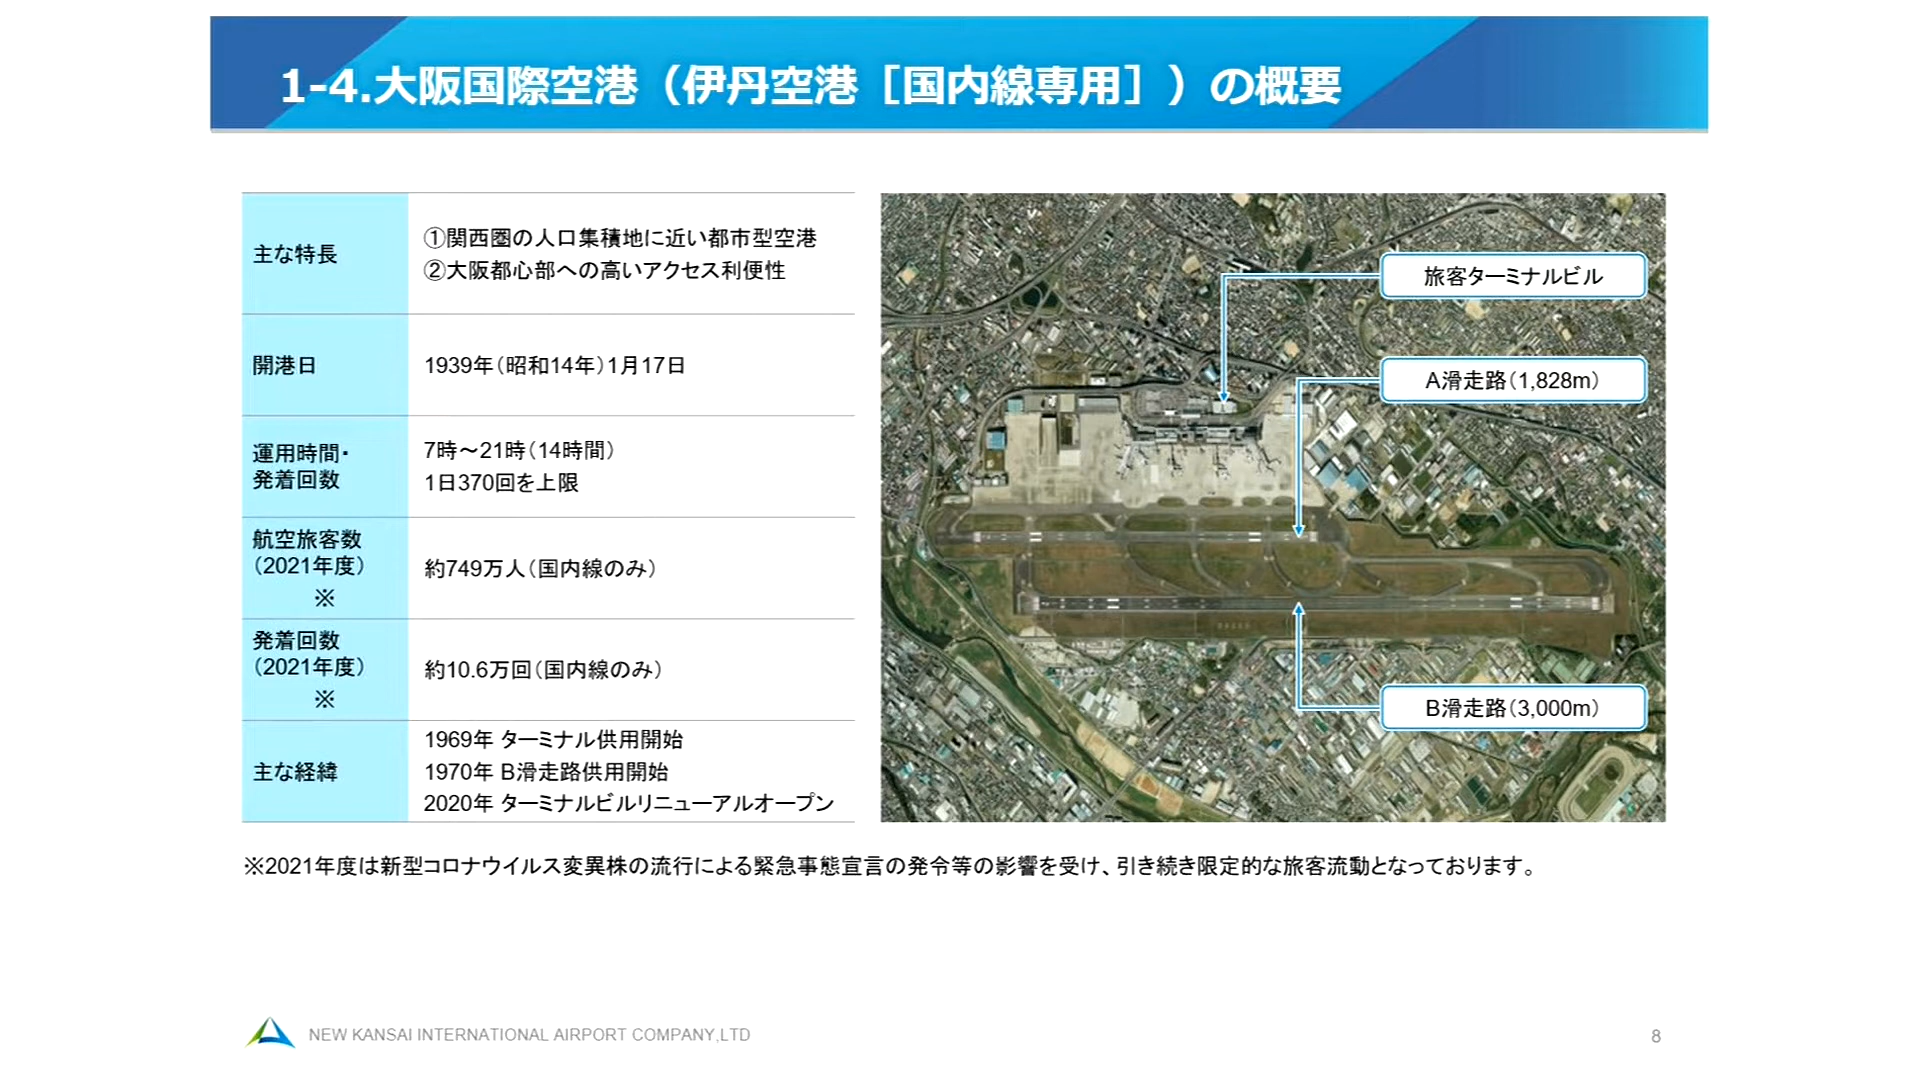 1-4.大阪国際空港（伊丹空港［国内線専用］）の概要
主な特長
①関西圏の人口集積地に近い都市型空港
②大阪都心部への高いアクセス利便性
開港日
1939年（昭和14年）1月17日
運用時間・
発着回数
7時～21時（14時間）
1日370回を上限
航空旅客数
（2021年度）
※
約749万人（国内線のみ）
発着回数
（2021年度）
※
約10.6万回（国内線のみ）
主な経緯
1969年 ターミナル供用開始
1970年 B滑走路供用開始
2020年 ターミナルビルリニューアルオープン
旅客ターミナルビル
A滑走路（1,828m）
B滑走路（3,000m）
※2021年度は新型コロナウイルス変異株の流行による緊急事態宣言の発令等の影響を受け、引き続き限定的な旅客流動となっております。
NEW KANSAI INTERNATIONAL AIRPORT COMPANY,LTD
8